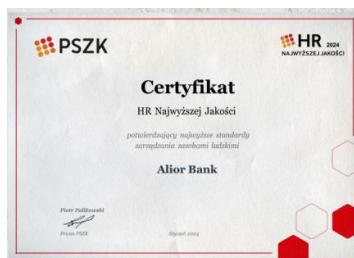 PSZK
HR 2024
NAJWYŻSZEJ JAKOŚCI
Certyfikat
HR Najwyższej Jakości
potwierdzający najwyższe standardy
zarządzania zasobami ludzkimi
Alior Bank
Piotr Palikowski
Prezes PSZK
Styczeń 2024